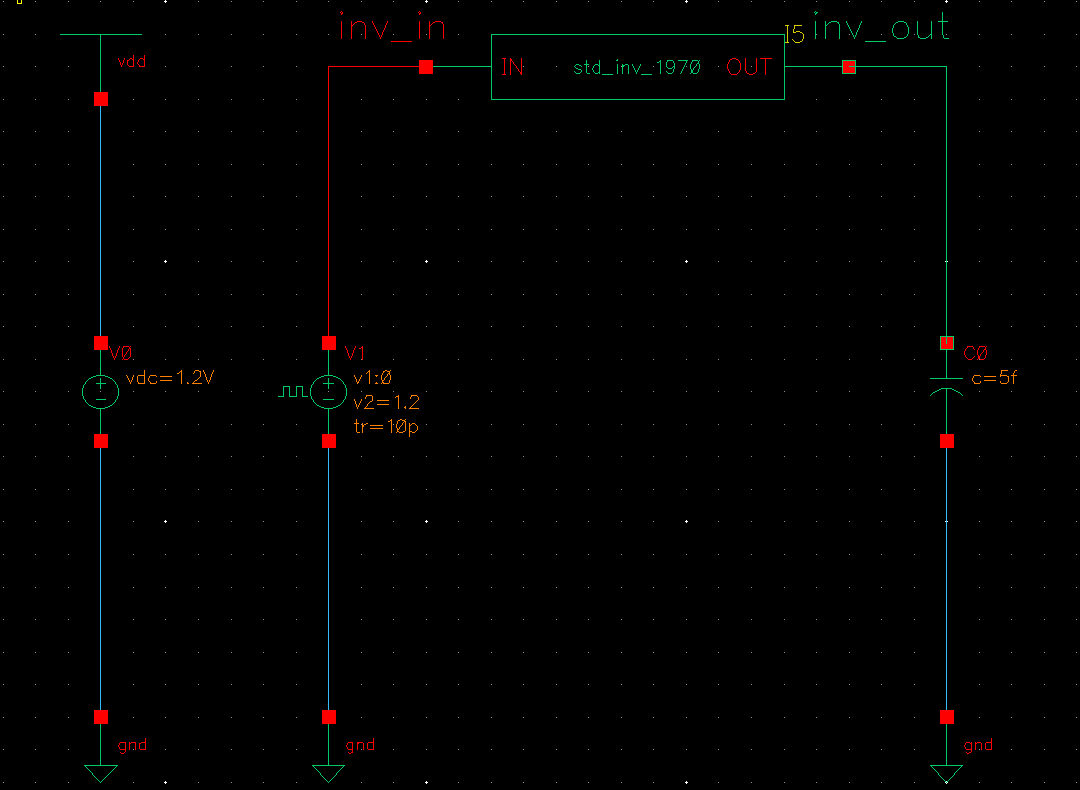 inv_in
I5
inv_out
vdd
IN
std_inv_1970
OUT
V0
vdc=1.2V
V1
v1:0
v2=1.2
tr=10p
C0
c=5f
gnd
gnd
gnd